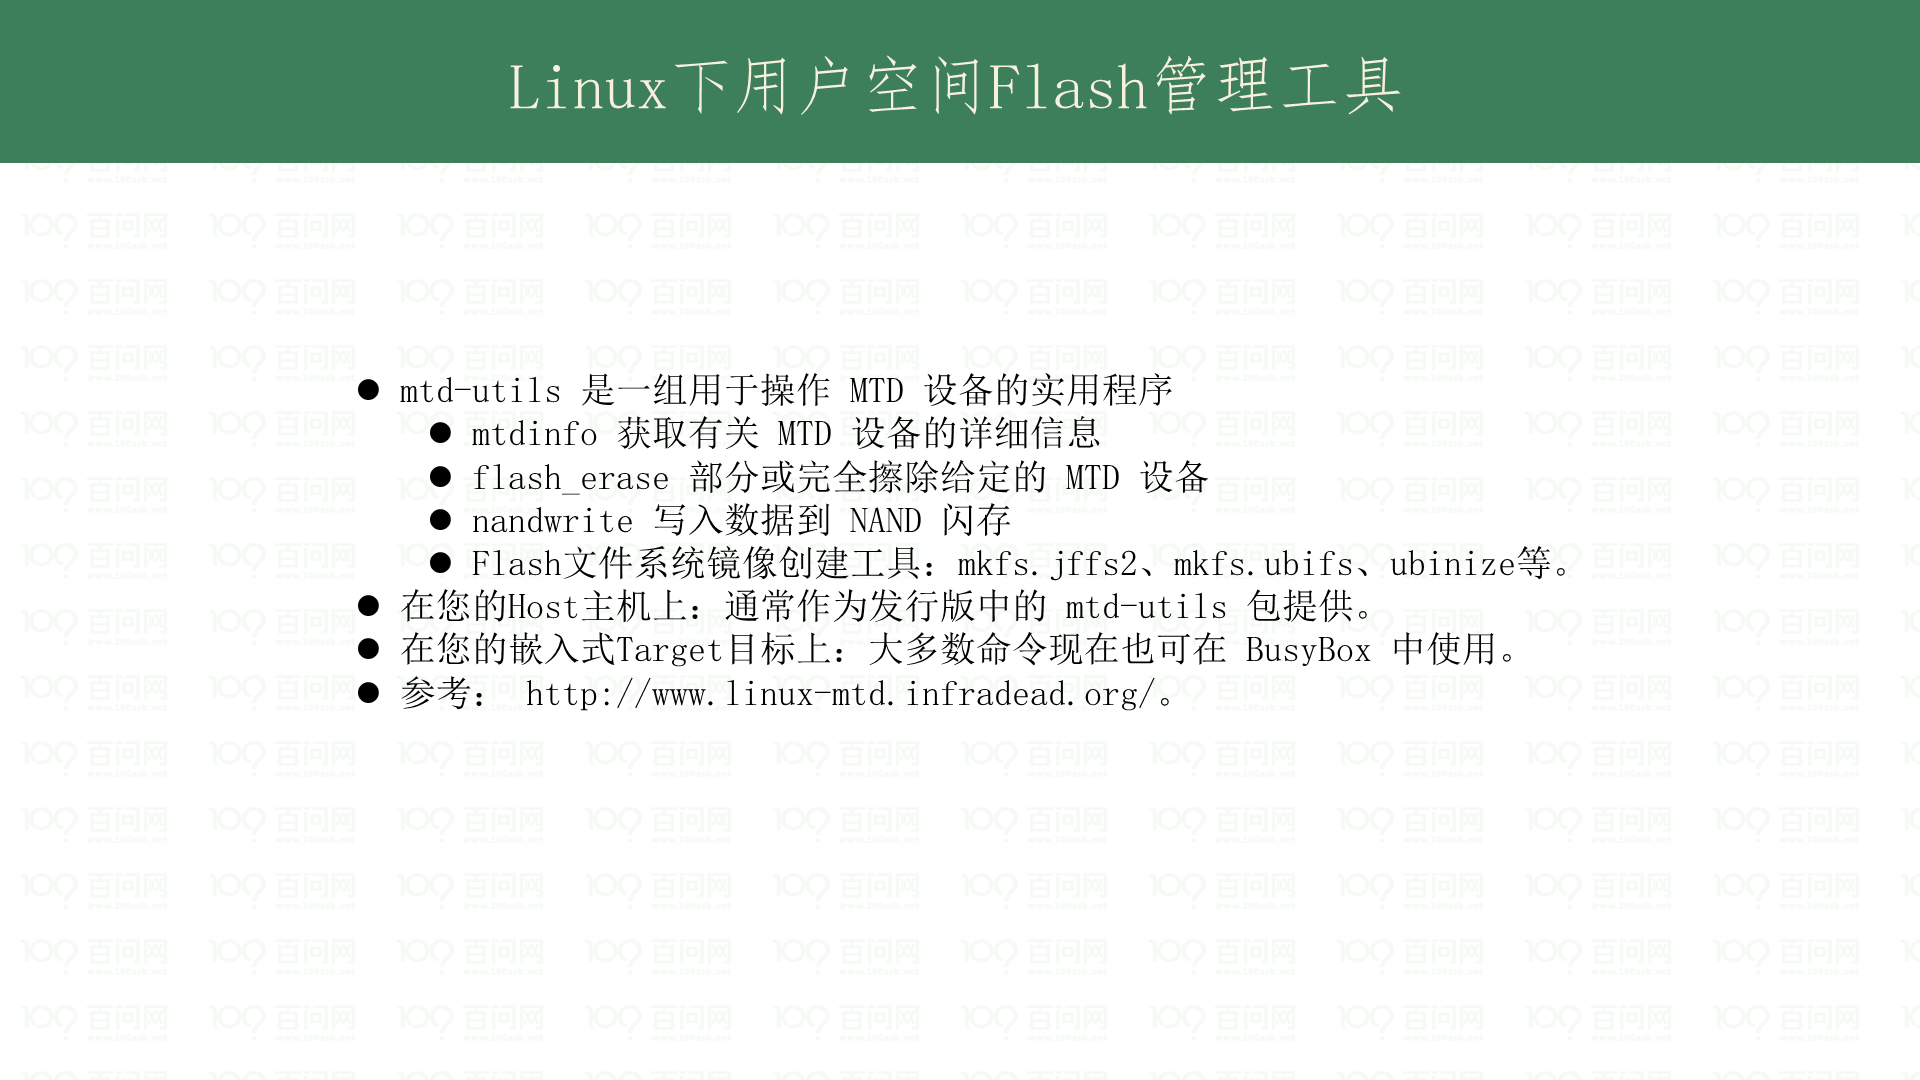 Linux下用户空间Flash管理工具
● mtd-utils 是一组用于操作 MTD 设备的实用程序
● mtdinfo 获取有关 MTD 设备的详细信息
● flash_erase 部分或完全擦除给定的 MTD 设备
● nandwrite 写入数据到 NAND 闪存
● Flash文件系统镜像创建工具：mkfs.jffs2、mkfs.ubifs、ubinize等。
● 在您的Host主机上：通常作为发行版中的 mtd-utils 包提供。
● 在您的嵌入式Target目标上：大多数命令现在也可在 BusyBox 中使用。
● 参考： http://www.linux-mtd.infradead.org/。